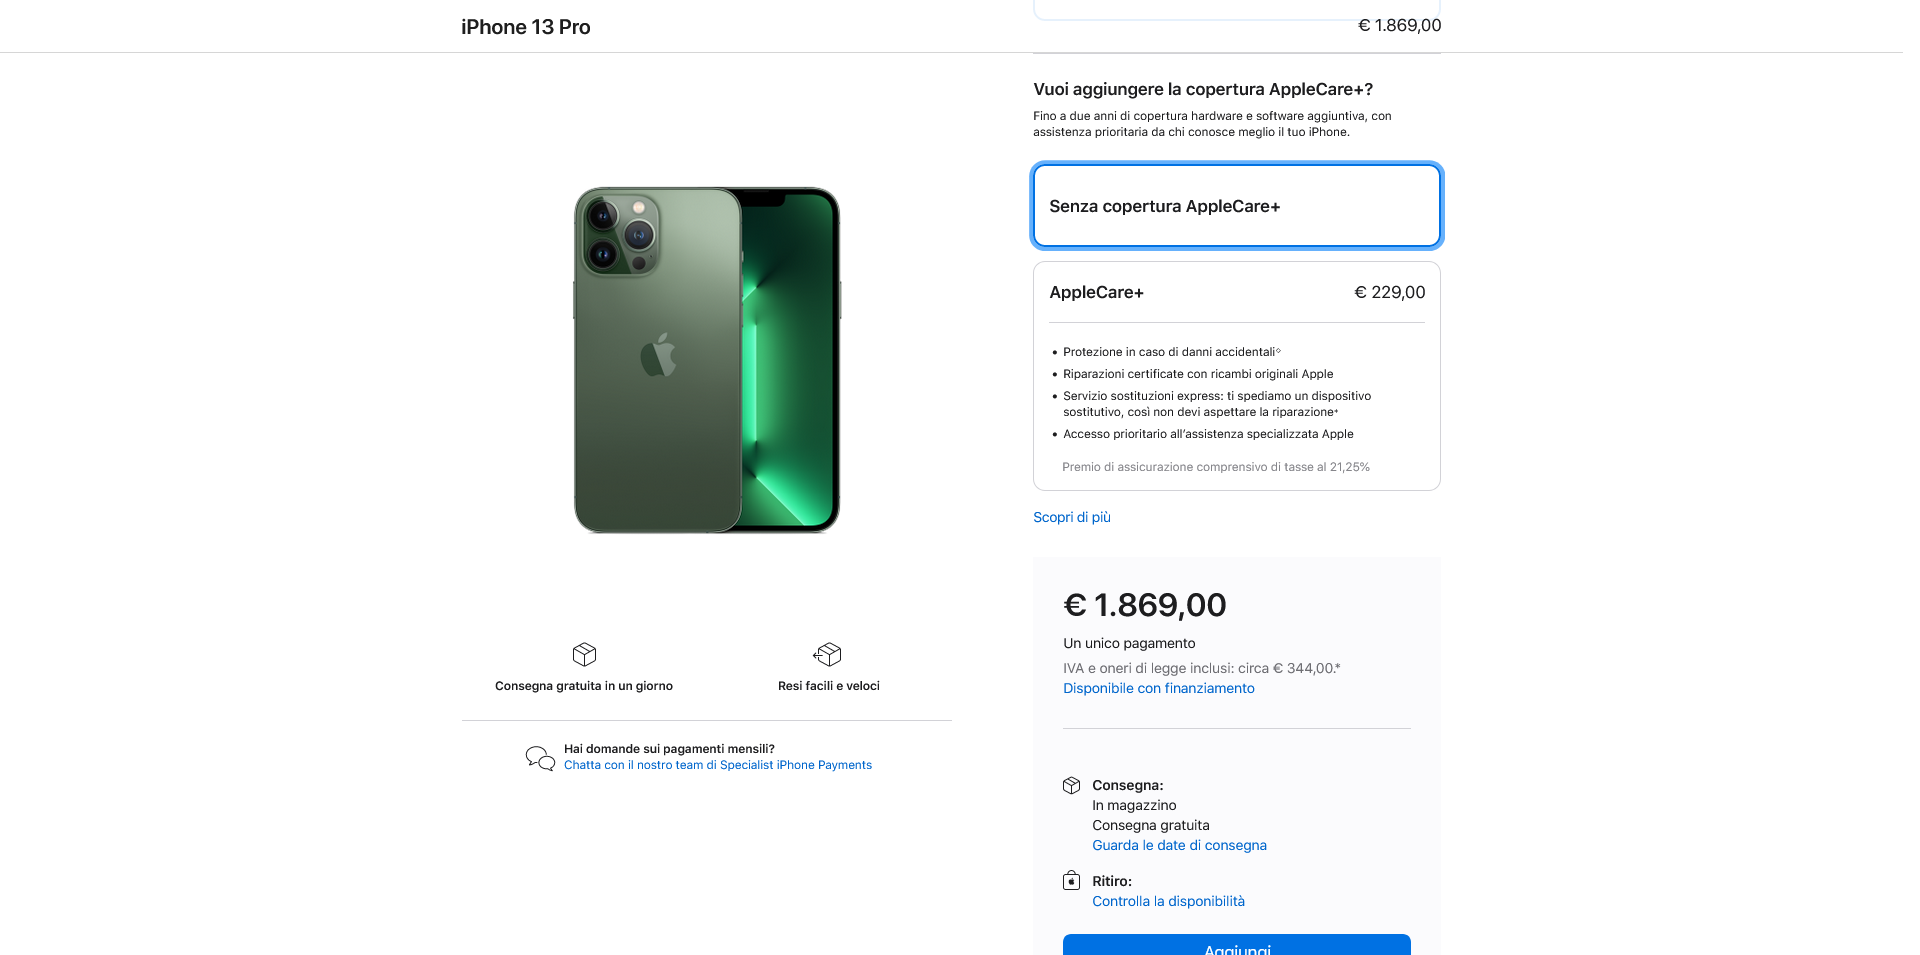 iPhone 13 Pro
€ 1.869,00
Vuoi aggiungere la copertura AppleCare+?
Fino a due anni di copertura hardware e software aggiuntiva, con
assistenza prioritaria da chi conosce meglio il tuo iPhone.
Senza copertura AppleCare+
AppleCare+
€ 229,00
• Protezione in caso di danni accidentali◊
• Riparazioni certificate con ricambi originali Apple
• Servizio sostituzioni express: ti spediamo un dispositivo
sostitutivo, così non devi aspettare la riparazione⁺
• Accesso prioritario all’assistenza specializzata Apple
Premio di assicurazione comprensivo di tasse al 21,25%
Scopri di più
€ 1.869,00
Un unico pagamento
IVA e oneri di legge inclusi: circa € 344,00.*
Disponibile con finanziamento
Consegna gratuita in un giorno
Resi facili e veloci
Hai domande sui pagamenti mensili?
Chatta con il nostro team di Specialist iPhone Payments
Consegna:
In magazzino
Consegna gratuita
Guarda le date di consegna
Ritiro:
Controlla la disponibilità
Aggiungi